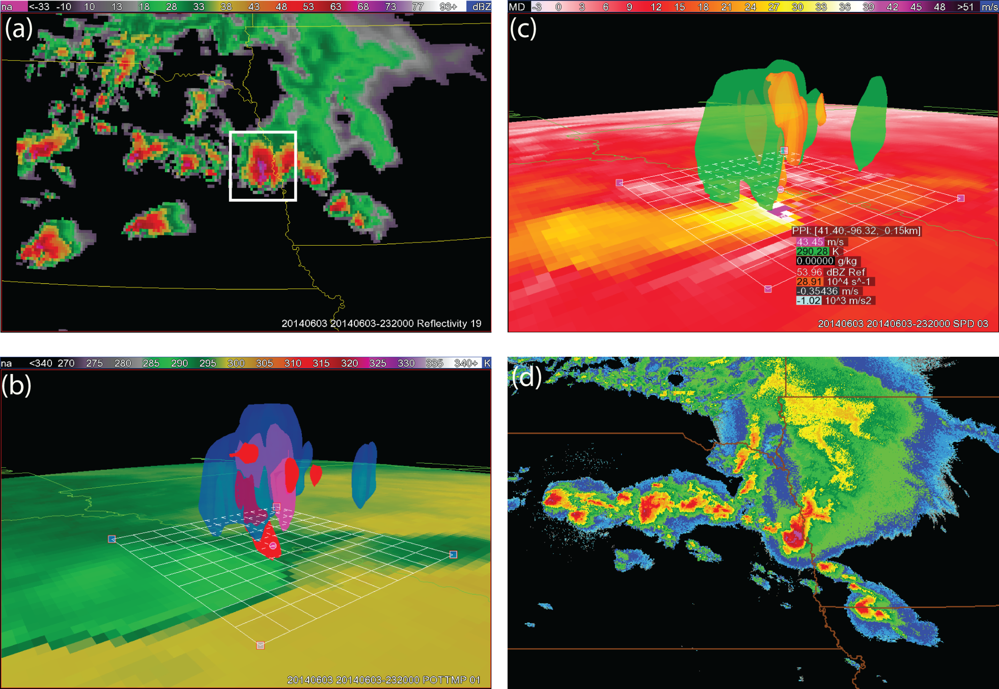 na <-33 -10 10 13 18 28 33 38 43 48 53 63 68 73 77 93+ dBZ
(a)
20140603 20140603-232000 Reflectivity 19
MD -3 0 3 6 9 12 15 18 21 24 27 30 33 36 39 42 45 48 >51 m/s
(c)
PPI: [41.40,-96.32, 0.15km]
43.45 m/s
290.28 K
0.00000 g/kg
53.96 dBZ Ref
28.91 10^4 s^-1
-0.35436 m/s
-1.02 10^3 m/s2
20140603 20140603-232000 SPD 03
na <340 270 275 280 285 290 295 300 305 310 315 320 325 330 335 340+ K
(b)
20140603 20140603-232000 POTTMP 01
(d)